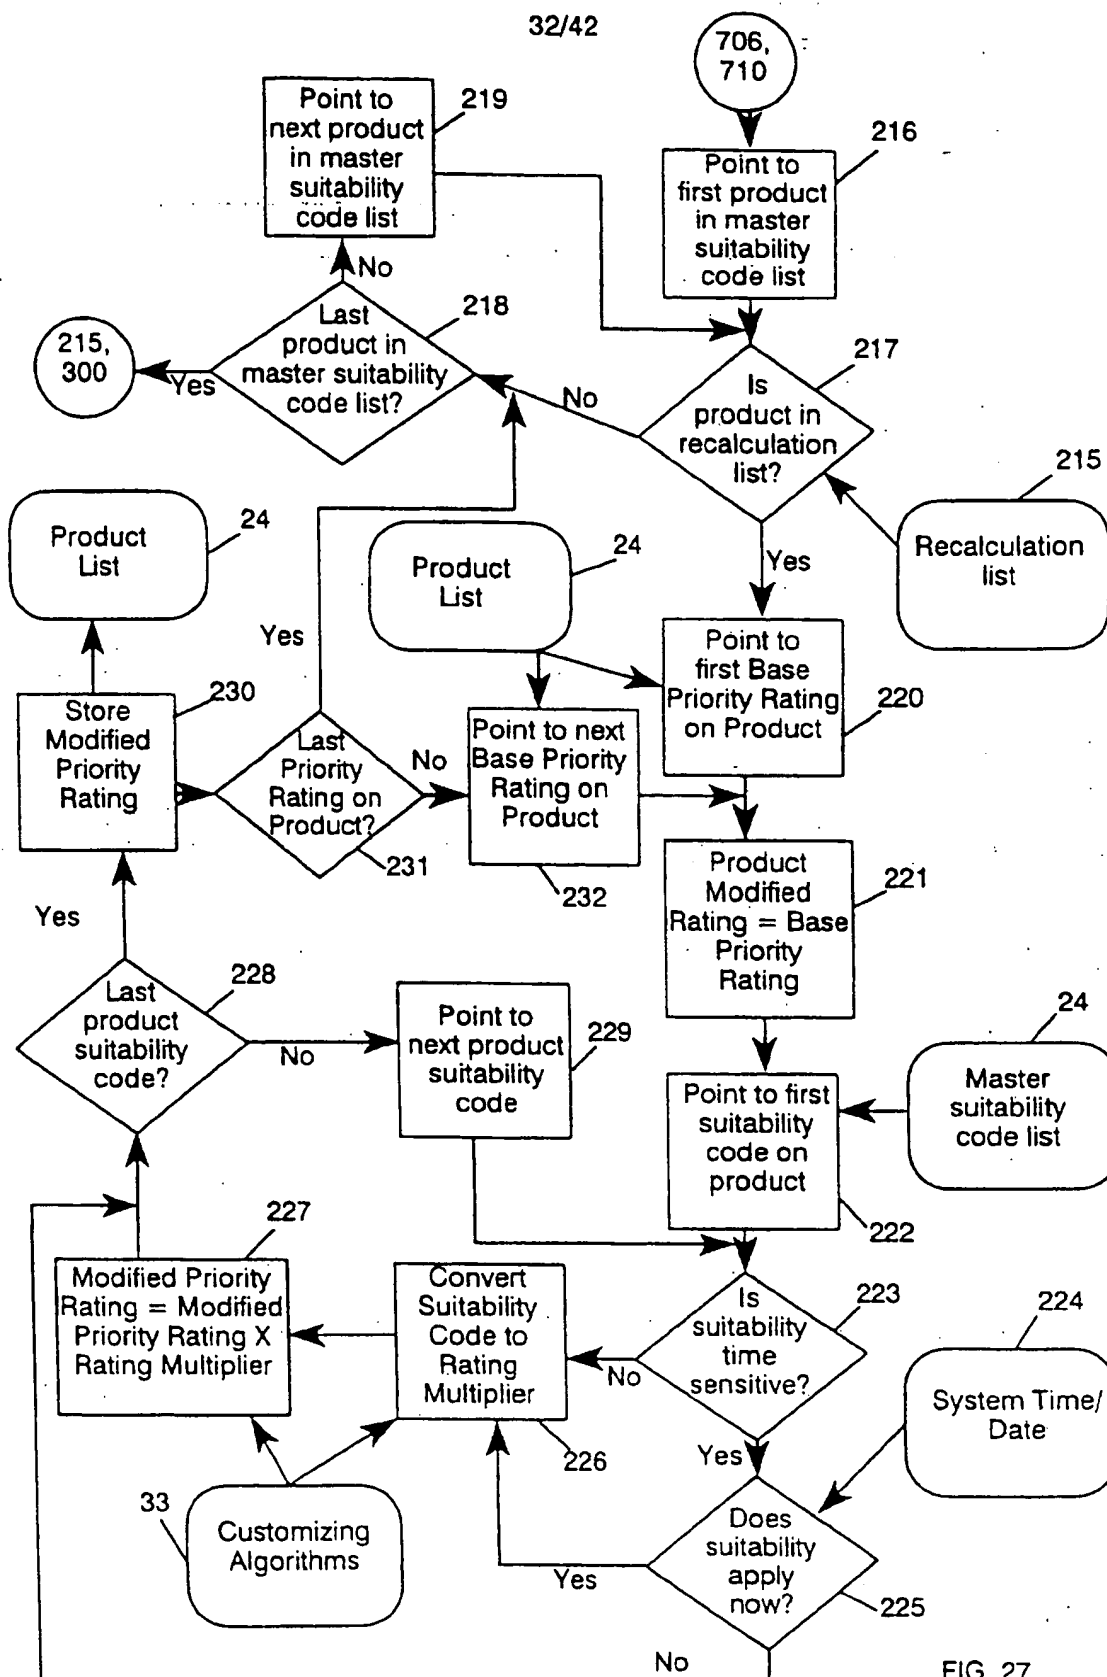 32/42
706,
710
Point to
next product
in master
suitability
code list
219
Point to
first product
in master
suitability
code list
216
No
Last
product in
master suitability
code list?
218
215,
300
Yes
No
Is
product in
recalculation
list?
217
215
Recalculation
list
Product
List
24
Product
List
24
Yes
Yes
Point to
first Base
Priority Rating
on Product
220
Store
Modified
Priority
Rating
230
Last
Priority
Rating on
Product?
231
No
Point to next
Base Priority
Rating on
Product
232
Product
Modified
Rating = Base
Priority
Rating
221
Yes
Last
product
suitability
code?
228
No
Point to
next product
suitability
code
229
Point to first
suitability
code on
product
222
24
Master
suitability
code list
227
Modified Priority
Rating = Modified
Priority Rating X
Rating Multiplier
Convert
Suitability
Code to
Rating
Multiplier
226
No
Is
suitability
time
sensitive?
223
224
System Time/
Date
Yes
33
Customizing
Algorithms
Yes
Does
suitability
apply
now?
225
No
FIG. 27